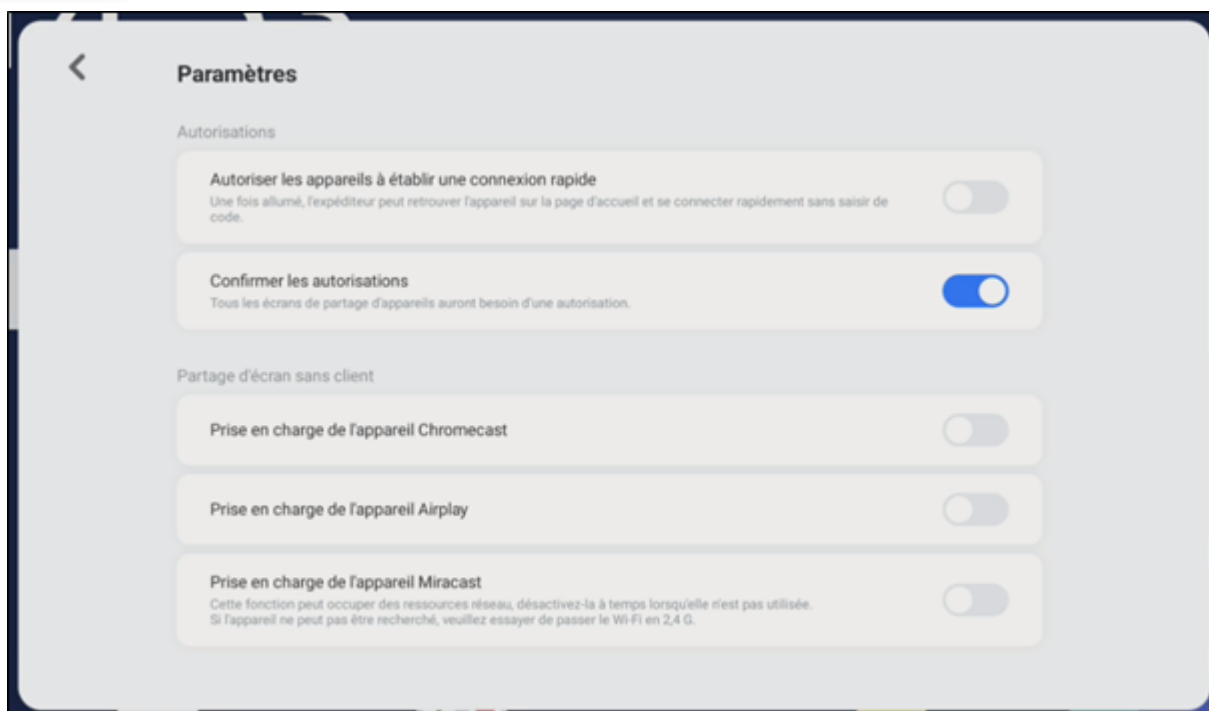 Paramètres
Autorisations
Autoriser les appareils à établir une connexion rapide
Une fois allumé, l'expéditeur peut retrouver l'appareil sur la page d'accueil et se connecter rapidement sans saisir de
code.
Confirmer les autorisations
Tous les écrans de partage d'appareils auront besoin d'une autorisation.
Partage d'écran sans client
Prise en charge de l'appareil Chromecast
Prise en charge de l'appareil Airplay
Prise en charge de l'appareil Miracast
Cette fonction peut occuper des ressources réseau, désactivez-la à temps lorsqu'elle n'est pas utilisée.
Si l'appareil ne peut pas être recherché, veuillez essayer de passer le Wi-Fi en 2,4 G.